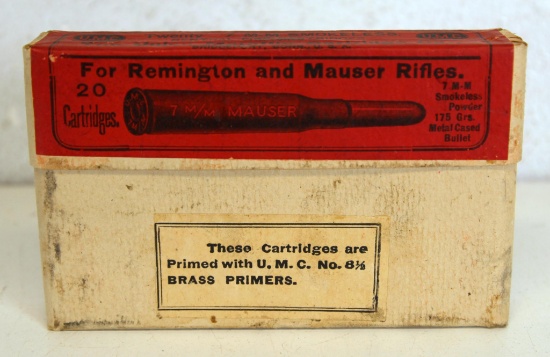 For Remington and Mauser Rifles.
20
Cartridges.
7 M/M MAUSER
7.M-M
Smokeless
Powder
175 Grs.
Metal Cased
Bullet
These Cartridges are
Primed with U. M. C. No. 8½
BRASS PRIMERS.